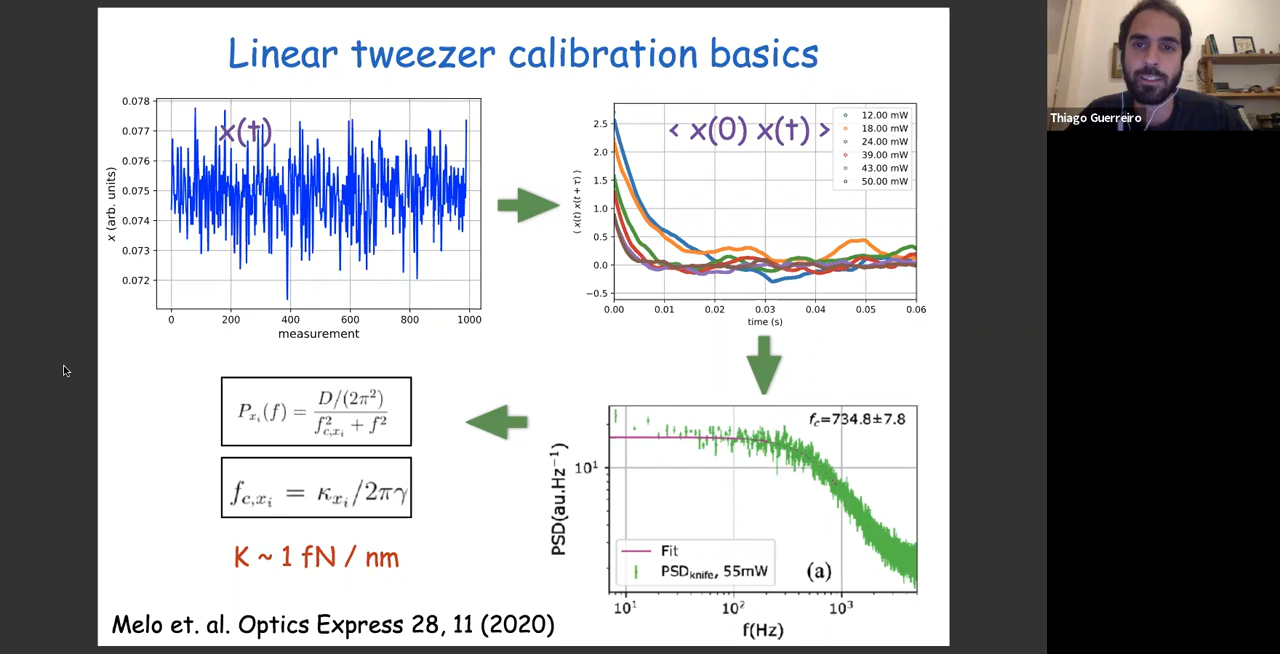 Linear tweezer calibration basics
x(t)
0.078
0.077
0.076
0.075
0.074
0.073
0.072
x (arb. units)
0
200
400
600
800
1000
measurement
< x(0) x(t) >
12.00 mW
18.00 mW
24.00 mW
39.00 mW
43.00 mW
50.00 mW
2.5
2.0
1.5
1.0
0.5
0.0
−0.5
⟨ x(t) x(t + τ) ⟩
0.00
0.01
0.02
0.03
0.04
0.05
0.06
time (s)
P_{x_i}(f) = \frac{D/(2π²)}{f²_{c,x_i} + f²}
f_{c,x_i} = κ_{x_i}/2πγ
K ~ 1 fN / nm
f_c=734.8±7.8
10¹
PSD(au.Hz⁻¹)
Fit
PSD_{knife}, 55mW
(a)
10¹
10²
10³
f(Hz)
Melo et. al. Optics Express 28, 11 (2020)
Thiago Guerreiro